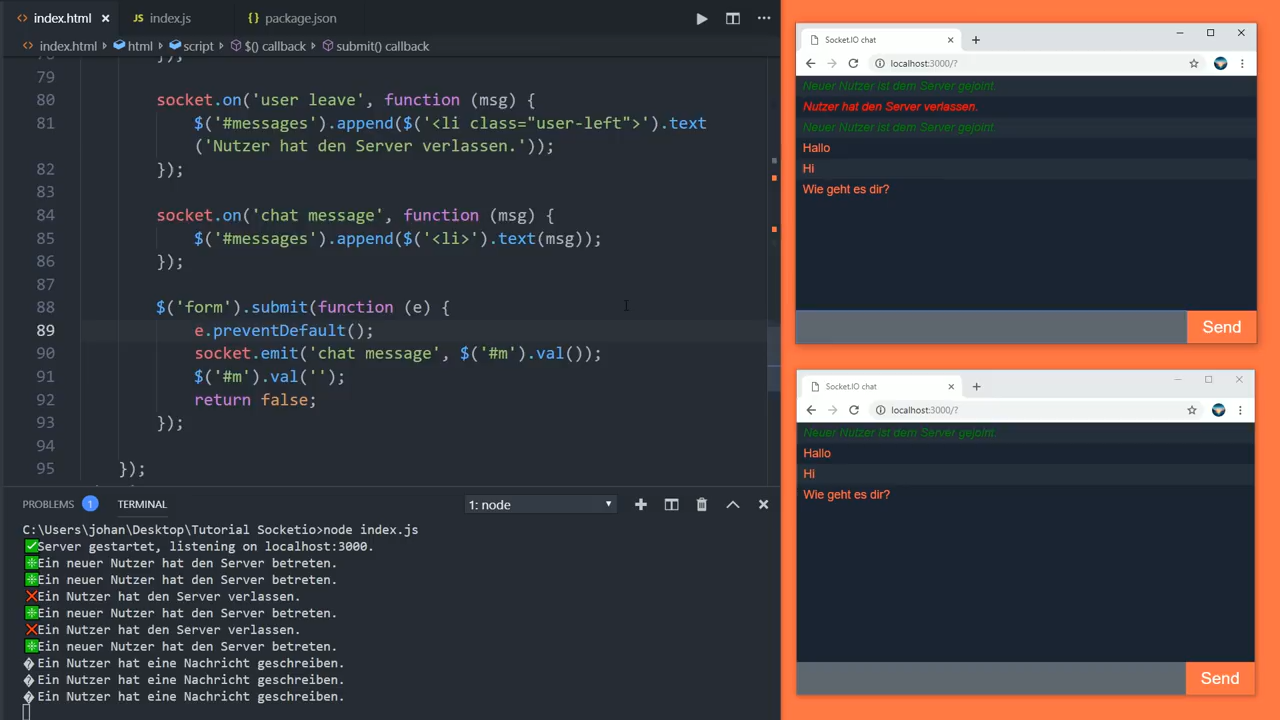 index.html
index.js
package.json
index.html > html > script > $() callback > submit() callback
79
80 socket.on('user leave', function (msg) {
81 $('#messages').append($('<li class="user-left">').text
('Nutzer hat den Server verlassen.'));
82 });
83
84 socket.on('chat message', function (msg) {
85 $('#messages').append($('<li>').text(msg));
86 });
87
88 $('form').submit(function (e) {
89 e.preventDefault();
90 socket.emit('chat message', $('#m').val());
91 $('#m').val('');
92 return false;
93 });
94
95 });
PROBLEMS 1 TERMINAL 1: node
C:\Users\johan\Desktop\Tutorial Socketio>node index.js
Server gestartet, listening on localhost:3000.
Ein neuer Nutzer hat den Server betreten.
Ein neuer Nutzer hat den Server betreten.
Ein Nutzer hat den Server verlassen.
Ein neuer Nutzer hat den Server betreten.
Ein Nutzer hat den Server verlassen.
Ein neuer Nutzer hat den Server betreten.
�Ein Nutzer hat eine Nachricht geschreiben.
�Ein Nutzer hat eine Nachricht geschreiben.
�Ein Nutzer hat eine Nachricht geschreiben.
Socket.IO chat
localhost:3000/?
Neuer Nutzer ist dem Server gejoint.
Nutzer hat den Server verlassen.
Neuer Nutzer ist dem Server gejoint.
Hallo
Hi
Wie geht es dir?
Send
Socket.IO chat
localhost:3000/?
Neuer Nutzer ist dem Server gejoint.
Hallo
Hi
Wie geht es dir?
Send